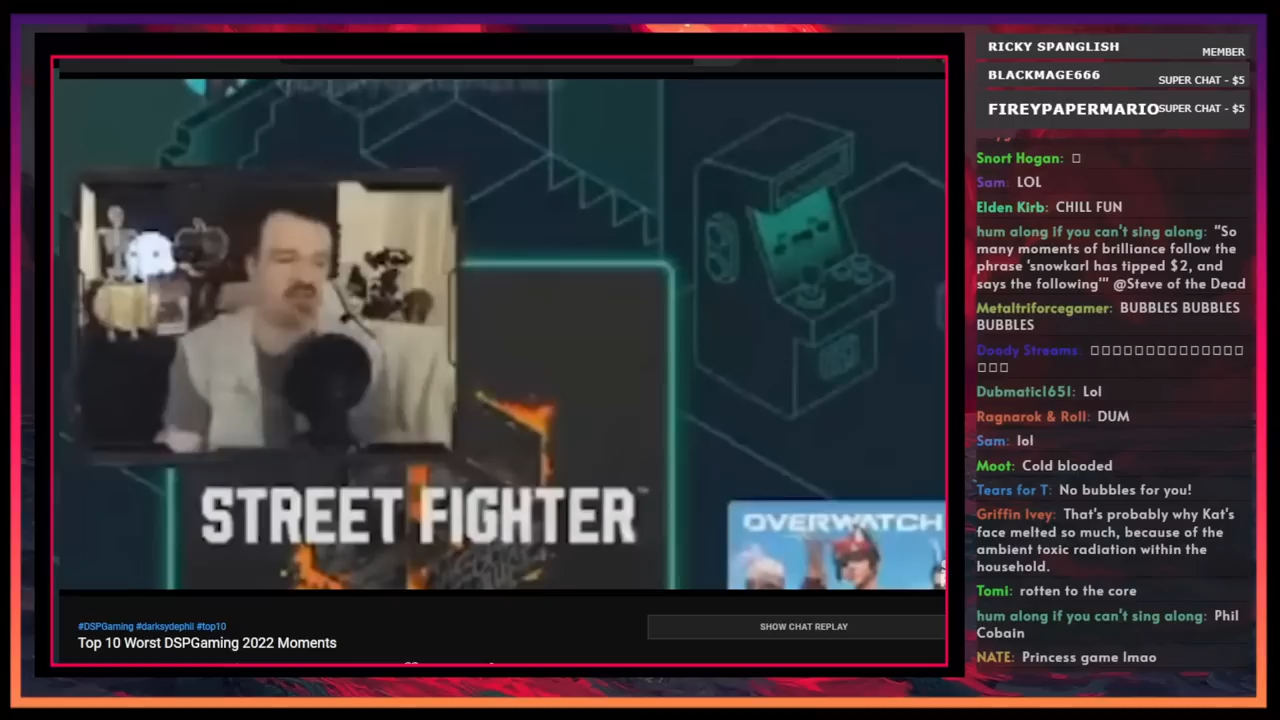 RICKY SPANGLISH
MEMBER
BLACKMAGE666
SUPER CHAT - $5
FIREYPAPERMARIO
SUPER CHAT - $5
Snort Hogan:
Sam: LOL
Elden Kirb: CHILL FUN
hum along if you can't sing along: "So
many moments of brilliance follow the
phrase 'snowkarl has tipped $2, and
says the following'" @Steve of the Dead
Metaltriforcegamer: BUBBLES BUBBLES
BUBBLES
Doody Streams:
Dubmatic1651: Lol
Ragnarok & Roll: DUM
Sam: lol
Moot: Cold blooded
Tears for T: No bubbles for you!
Griffin Ivey: That's probably why Kat's
face melted so much, because of the
ambient toxic radiation within the
household.
Tomi: rotten to the core
hum along if you can't sing along: Phil
Cobain
NATE: Princess game lmao
STREET FIGHTER
OVERWATCH
#DSPGaming #darksydephil #top10
Top 10 Worst DSPGaming 2022 Moments
SHOW CHAT REPLAY